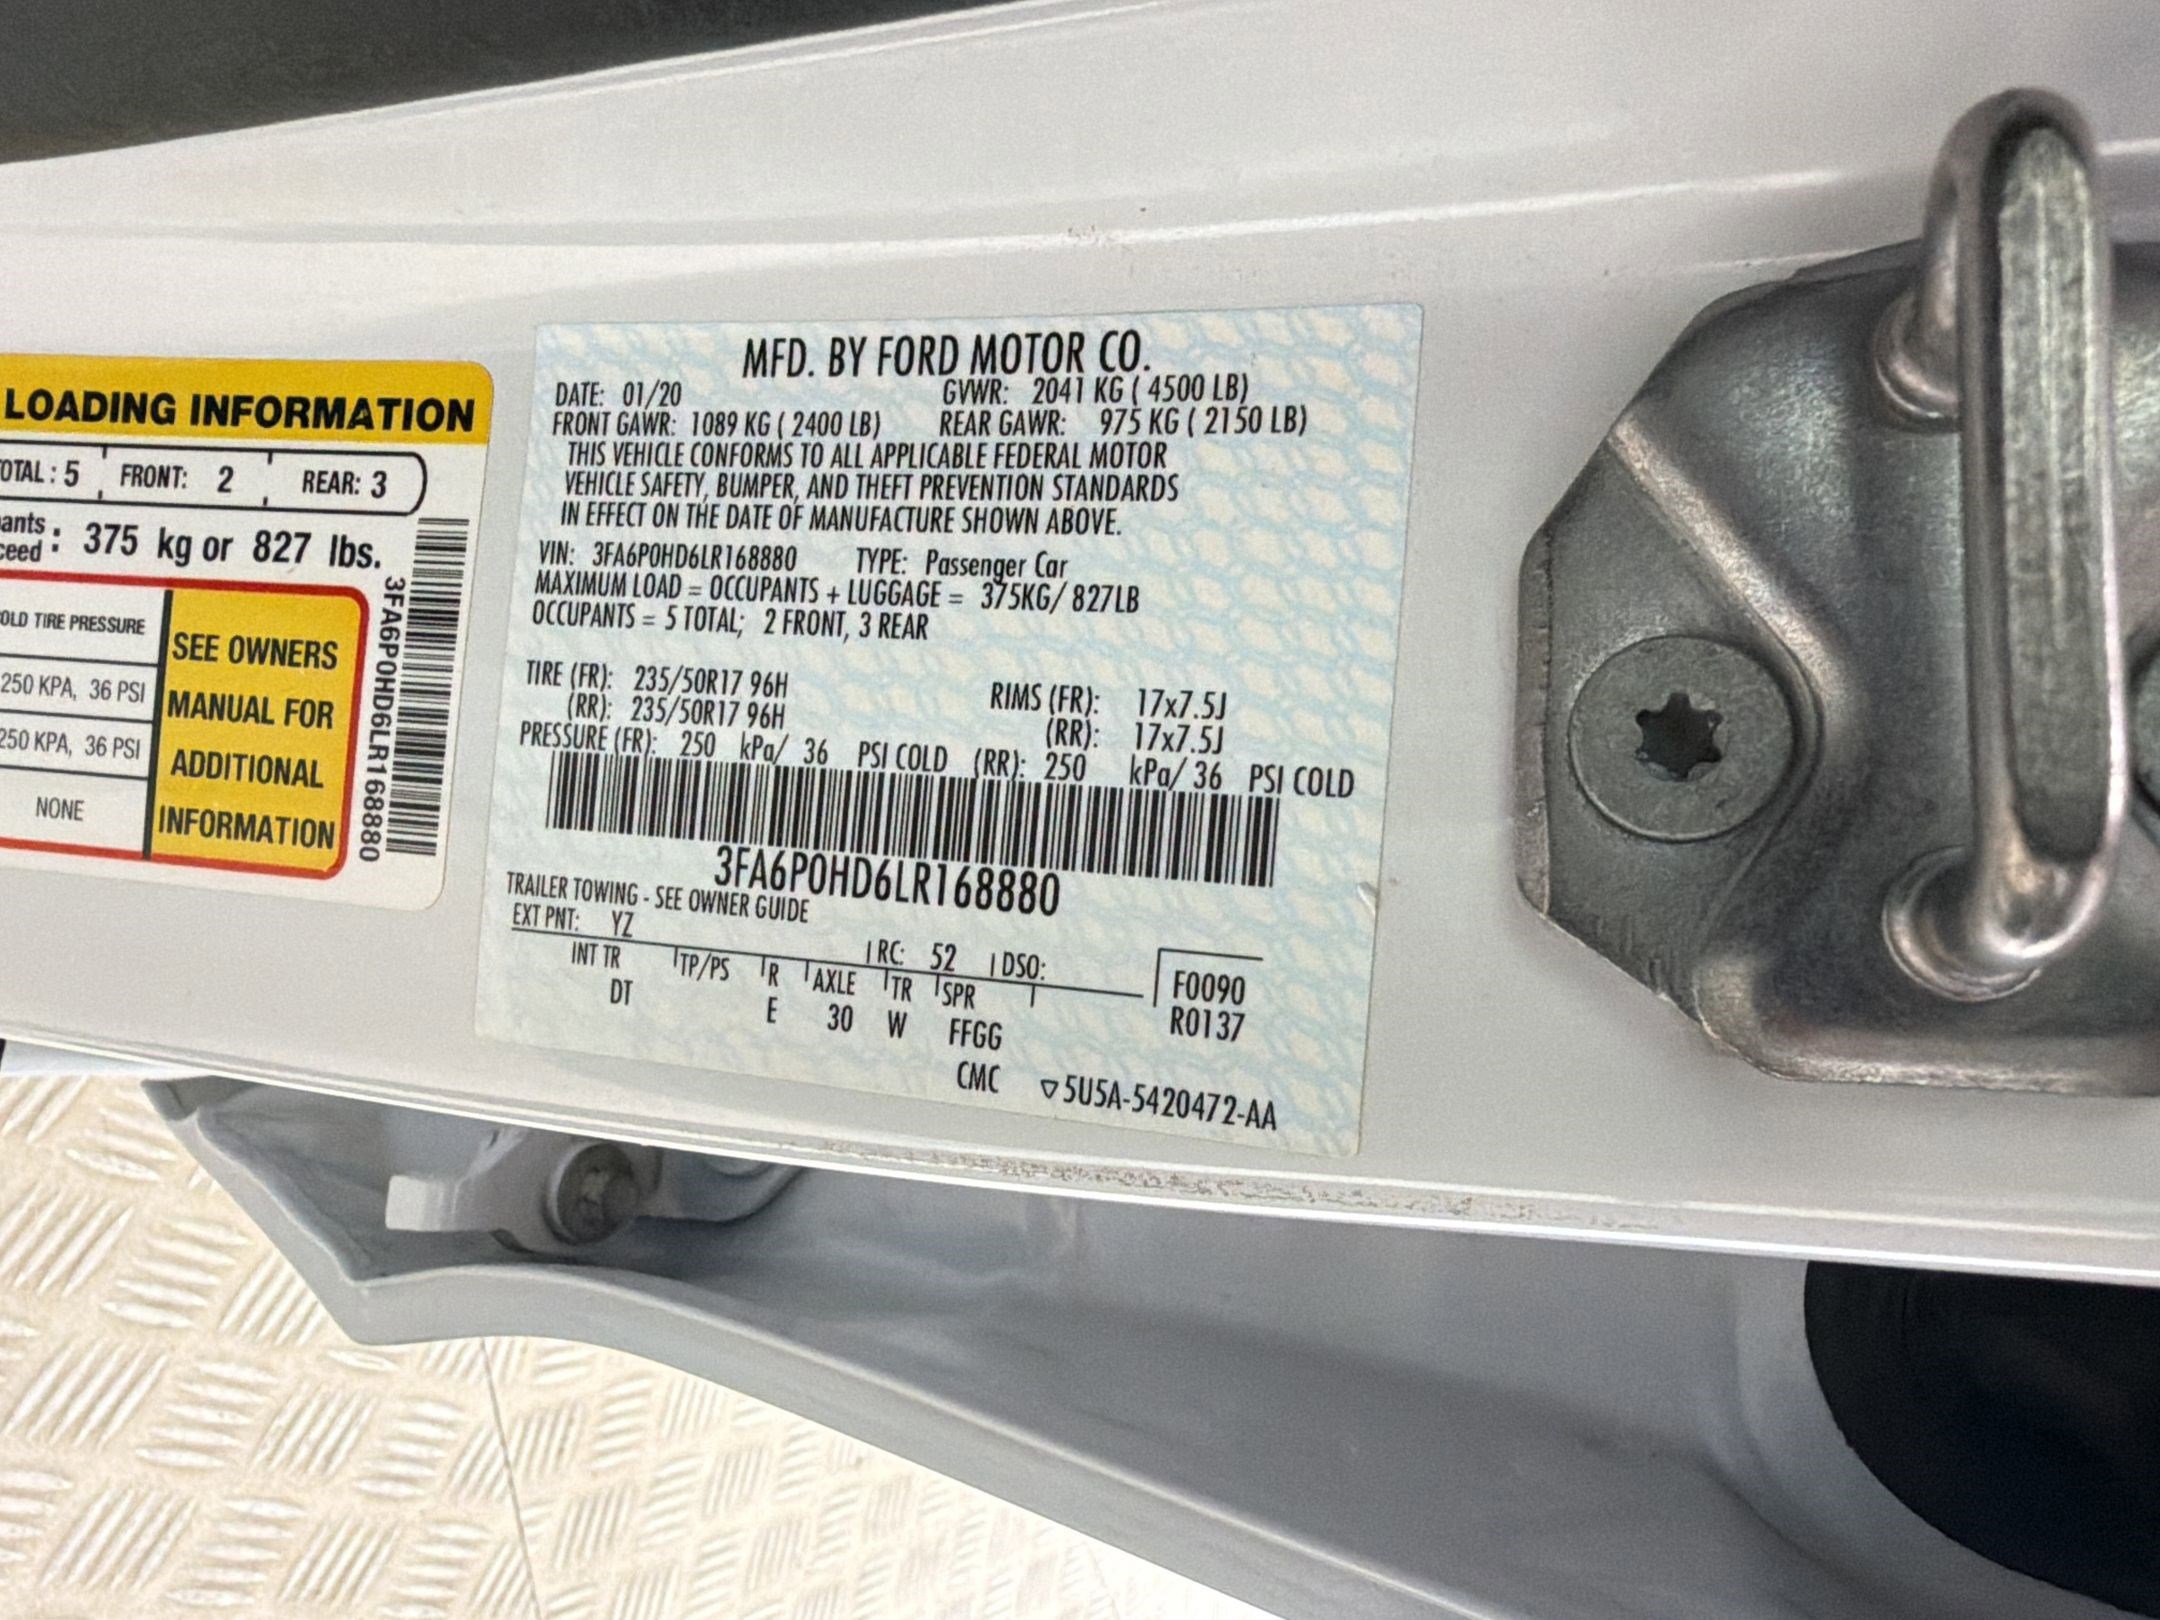 LOADING INFORMATION
OTAL : 5 FRONT: 2 REAR: 3
ants
ceed : 375 kg or 827 lbs.
OLD TIRE PRESSURE
250 KPA, 36 PSI
250 KPA, 36 PSI
NONE
SEE OWNERS
MANUAL FOR
ADDITIONAL
INFORMATION
3FA6P0HD6LR168880
MFD. BY FORD MOTOR CO.
DATE: 01/20 GVWR: 2041 KG ( 4500 LB)
FRONT GAWR: 1089 KG ( 2400 LB) REAR GAWR: 975 KG ( 2150 LB)
THIS VEHICLE CONFORMS TO ALL APPLICABLE FEDERAL MOTOR
VEHICLE SAFETY, BUMPER, AND THEFT PREVENTION STANDARDS
IN EFFECT ON THE DATE OF MANUFACTURE SHOWN ABOVE.
VIN: 3FA6P0HD6LR168880 TYPE: Passenger Car
MAXIMUM LOAD = OCCUPANTS + LUGGAGE = 375KG/ 827LB
OCCUPANTS = 5 TOTAL; 2 FRONT, 3 REAR
TIRE (FR): 235/50R17 96H RIMS (FR): 17x7.5J
(RR): 235/50R17 96H (RR): 17x7.5J
PRESSURE (FR): 250 kPa/ 36 PSI COLD (RR): 250 kPa/ 36 PSI COLD
3FA6P0HD6LR168880
TRAILER TOWING - SEE OWNER GUIDE
EXT PNT: YZ RC: 52 DSO:
INT TR TP/PS R AXLE TR SPR F0090
DT E 30 W FFGG R0137
CMC ▽ 5U5A-5420472-AA